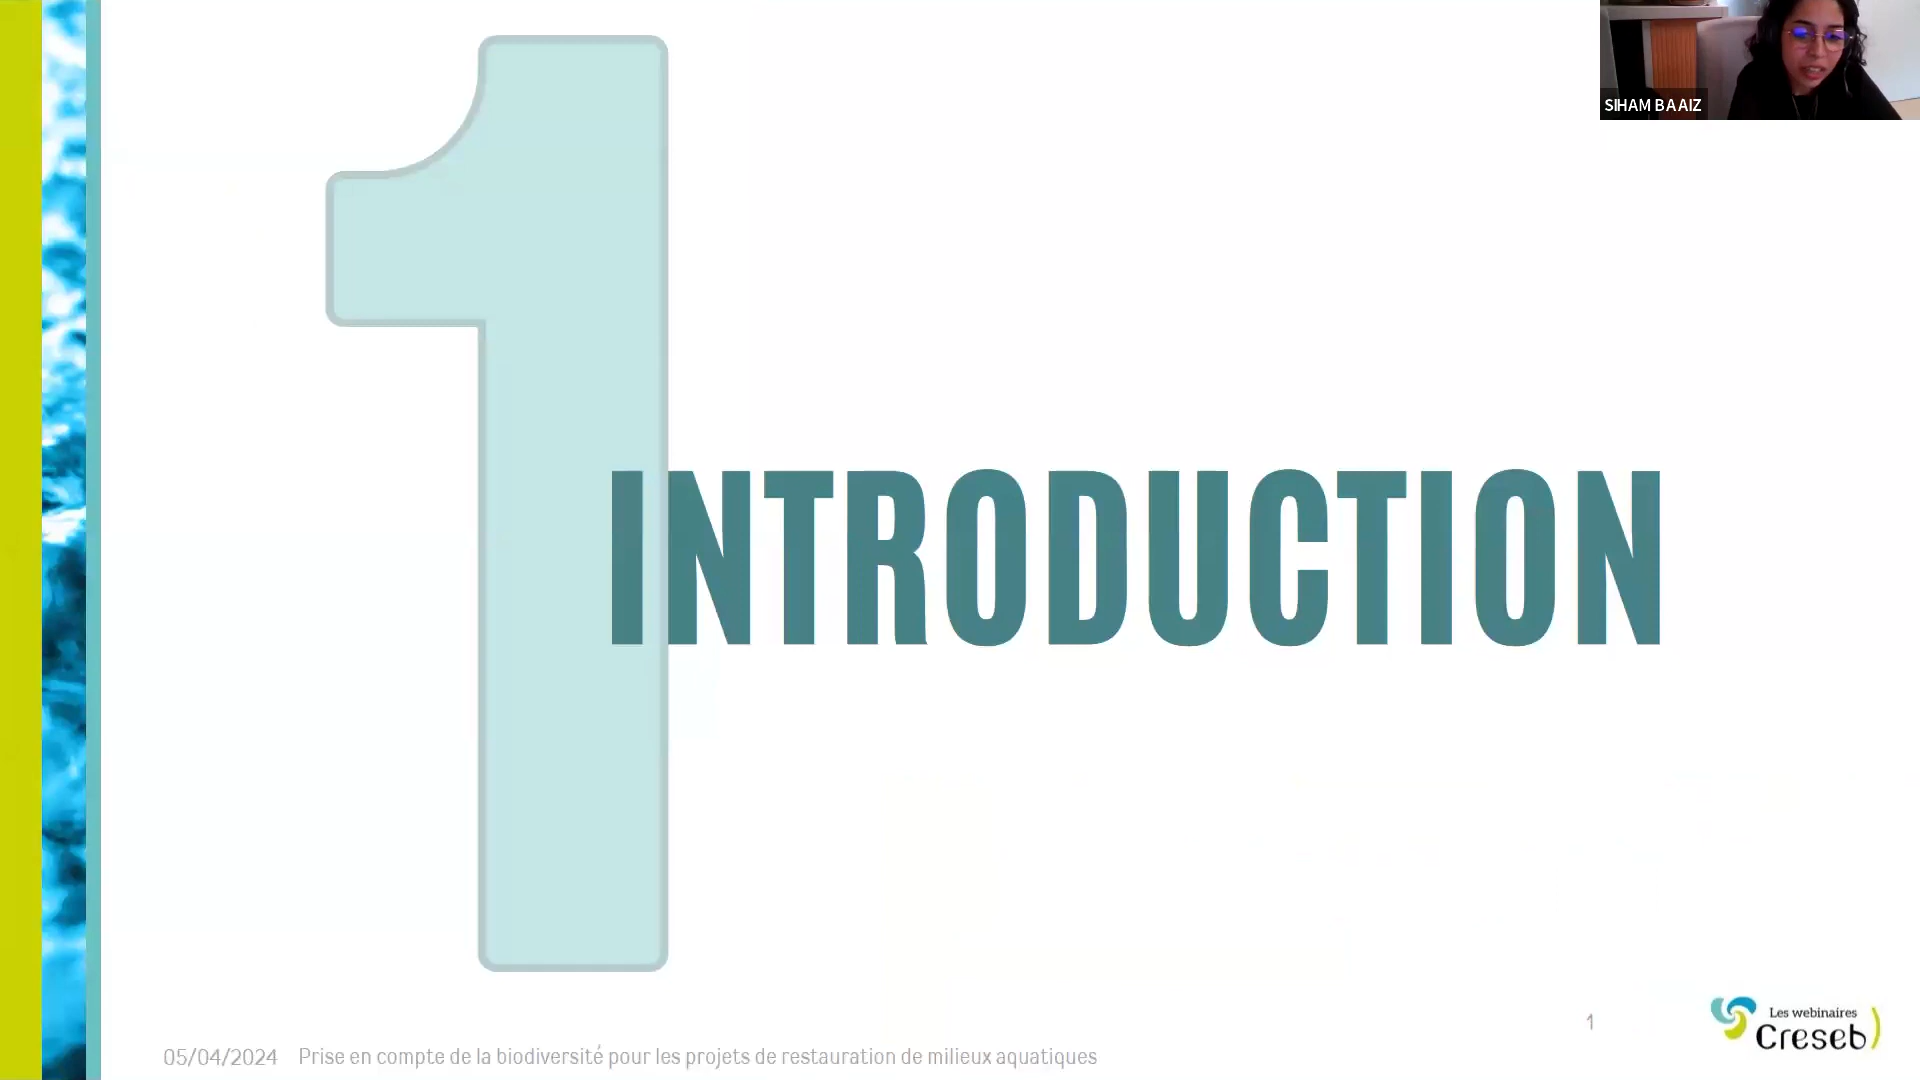 SIHAM BAAIZ
1
INTRODUCTION
1
Les webinaires
Creseb
05/04/2024 Prise en compte de la biodiversité pour les projets de restauration de milieux aquatiques